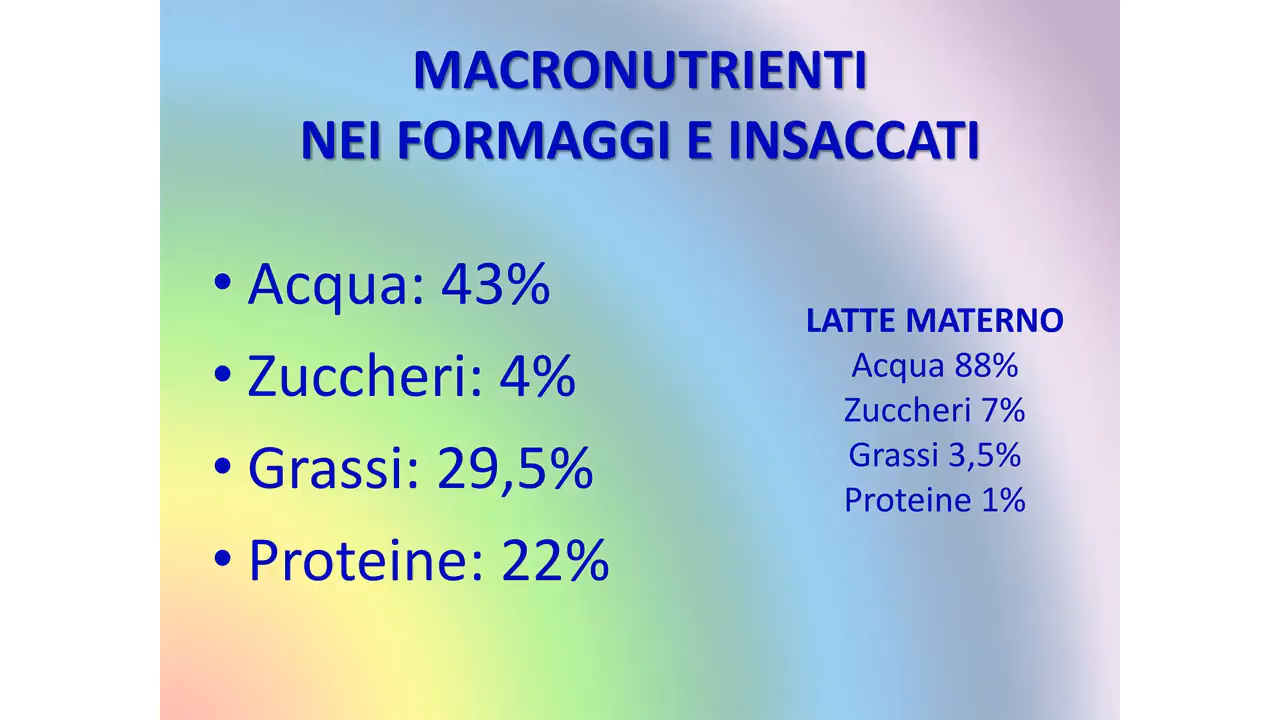 MACRONUTRIENTI
NEI FORMAGGI E INSACCATI
• Acqua: 43%
• Zuccheri: 4%
• Grassi: 29,5%
• Proteine: 22%
LATTE MATERNO
Acqua 88%
Zuccheri 7%
Grassi 3,5%
Proteine 1%